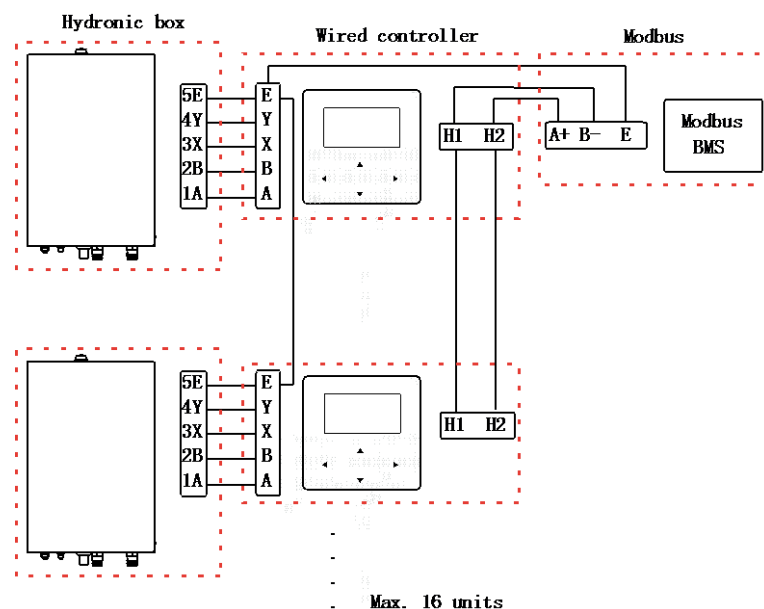 Hydronic box
Wired controller
Modbus
5E
4Y
3X
2B
1A
E
Y
X
B
A
H1 H2
A+ B- E
Modbus
BMS
5E
4Y
3X
2B
1A
E
Y
X
B
A
H1 H2
Max. 16 units